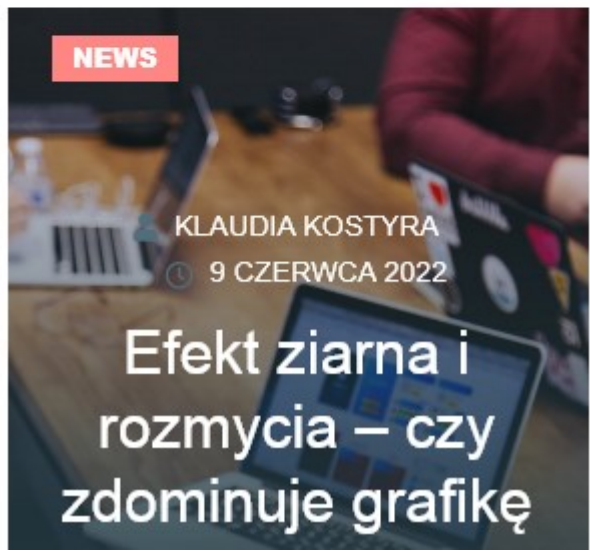 NEWS
KLAUDIA KOSTYRA
9 CZERWCA 2022
Efekt ziarna i
rozmycia – czy
zdominuje grafikę